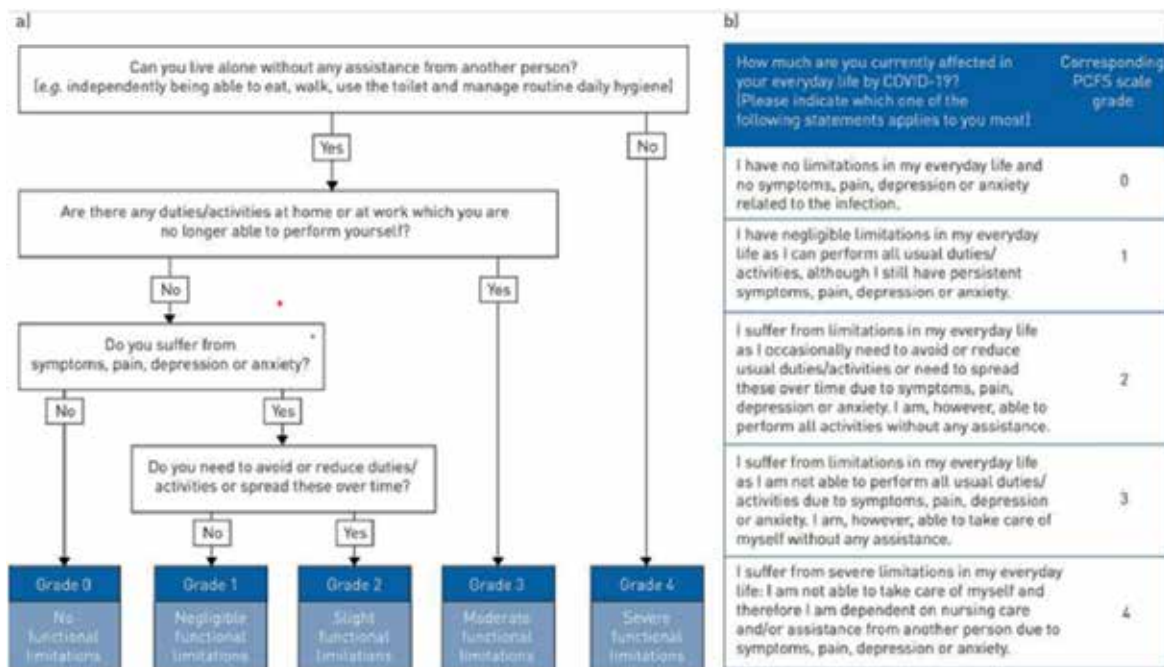 a)
Can you live alone without any assistance from another person?
(e.g. independently being able to eat, walk, use the toilet and manage routine daily hygiene)
Yes
No
Are there any duties/activities at home or at work which you are
no longer able to perform yourself?
No
Yes
Do you suffer from
symptoms, pain, depression or anxiety?
No
Yes
Do you need to avoid or reduce duties/
activities or spread these over time?
No
Yes
Grade 0
No
functional
limitations
Grade 1
Negligible
functional
limitations
Grade 2
Slight
functional
limitations
Grade 3
Moderate
functional
limitations
Grade 4
Severe
functional
limitations
b)
How much are you currently affected in
your everyday life by COVID-19?
(Please indicate which one of the
following statements applies to you most)
Corresponding
PCFS scale
grade
I have no limitations in my everyday life and
no symptoms, pain, depression or anxiety
related to the infection.
0
I have negligible limitations in my everyday
life as I can perform all usual duties/
activities, although I still have persistent
symptoms, pain, depression or anxiety.
1
I suffer from limitations in my everyday life
as I occasionally need to avoid or reduce
usual duties/activities or need to spread
these over time due to symptoms, pain,
depression or anxiety. I am, however, able to
perform all activities without any assistance.
2
I suffer from limitations in my everyday life
as I am not able to perform all usual duties/
activities due to symptoms, pain, depression
or anxiety. I am, however, able to take care of
myself without any assistance.
3
I suffer from severe limitations in my everyday
life: I am not able to take care of myself and
therefore I am dependent on nursing care
and/or assistance from another person due to
symptoms, pain, depression or anxiety.
4